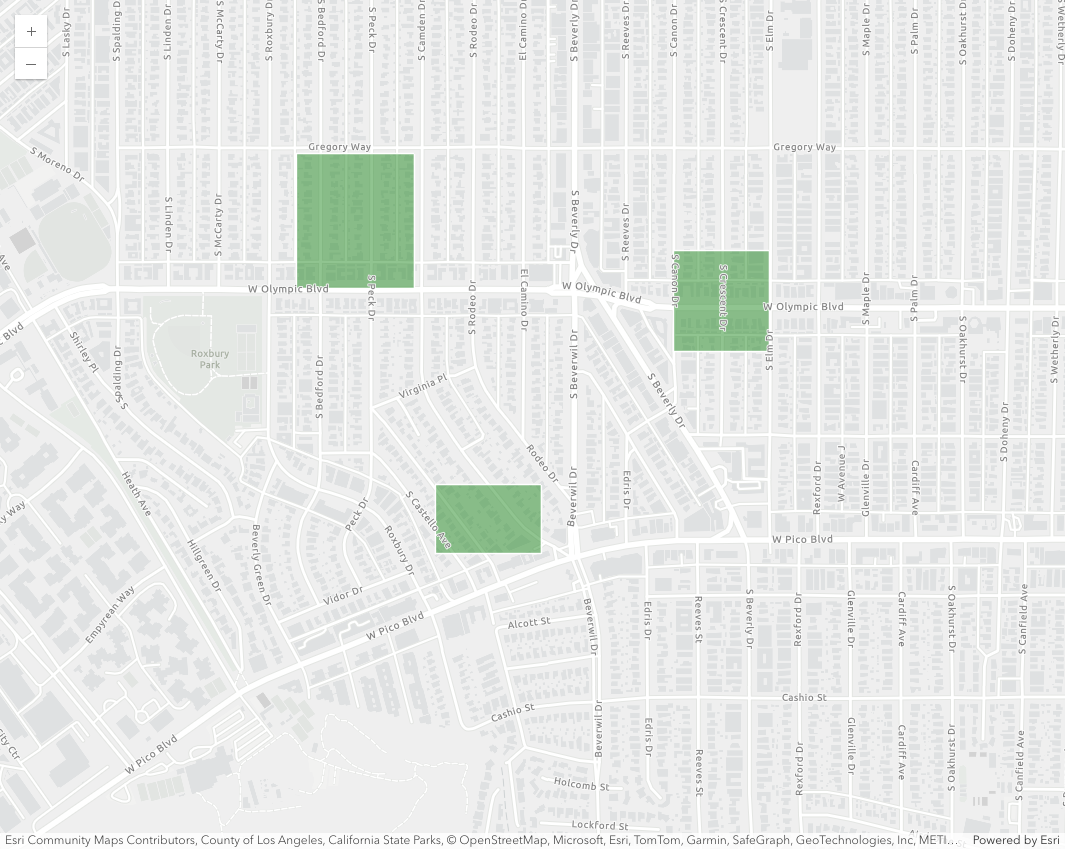 +
S Lasky Dr
S Spalding Dr
S Linden Dr
S McCarty Dr
S Roxbury Dr
S Bedford Dr
S Peck Dr
S Camden Dr
S Rodeo Dr
El Camino Dr
S Beverly Dr
S Reeves Dr
S Canon Dr
S Crescent Dr
S Elm Dr
S Maple Dr
S Palm Dr
S Oakhurst Dr
S Doheny Dr
S Wetherly Dr
–
Gregory Way
Gregory Way
S Moreno Dr
S Linden Dr
S McCarty Dr
S Beverly Dr
S Reeves Dr
Ave
S Peck Dr
S Rodeo Dr
El Camino Dr
S Canon Dr
S Crescent Dr
S Maple Dr
S Palm Dr
W Olympic Blvd
W Olympic Blvd
W Olympic Blvd
Blvd
Shirley Pl
Spalding Dr
S
Roxbury
Park
S Bedford Dr
S Beverwil Dr
S Elm Dr
S Oakhurst Dr
S Wetherly Dr
Virginia Pl
S Beverly Dr
S Doheny Dr
Rodeo Dr
Heath Ave
Beverwil Dr
Edris Dr
Rexford Dr
W Avenue J
Glenville Dr
Cardiff Ave
y Way
Peck Dr
S Castello Ave
Roxbury Dr
W Pico Blvd
Beverly Green Dr
Hillgreen Dr
Vidor Dr
Empyrean Way
W Pico Blvd
Alcott St
Beverwil Dr
Edris Dr
Reeves St
S Beverly Dr
Rexford Dr
Glenville Dr
Cardiff Ave
S Oakhurst Dr
S Canfield Ave
Cashio St
Cashio St
W Pico Blvd
City Ctr
Beverwil Dr
Edris Dr
Reeves St
Rexford Dr
Glenville Dr
Cardiff Ave
S Oakhurst Dr
S Canfield Ave
Holcomb St
Lockford St
Esri Community Maps Contributors, County of Los Angeles, California State Parks, © OpenStreetMap, Microsoft, Esri, TomTom, Garmin, SafeGraph, GeoTechnologies, Inc, METI… Powered by Esri